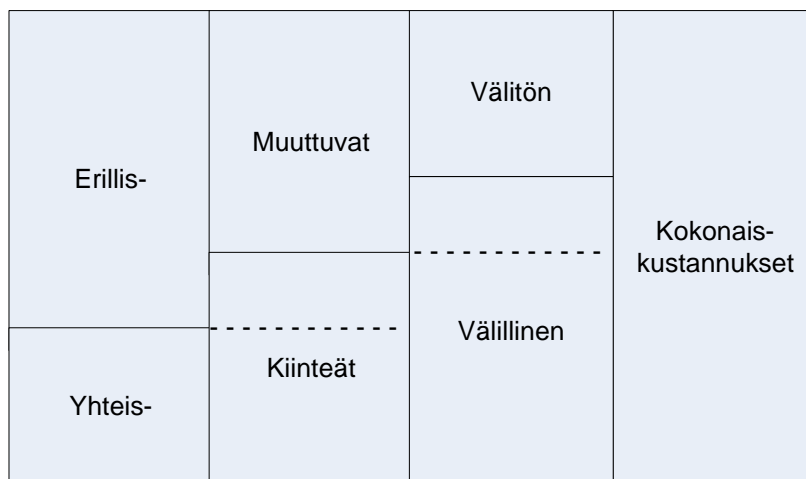 Erillis-
Yhteis-
Muuttuvat
Kiinteät
Välitön
Välillinen
Kokonais-
kustannukset